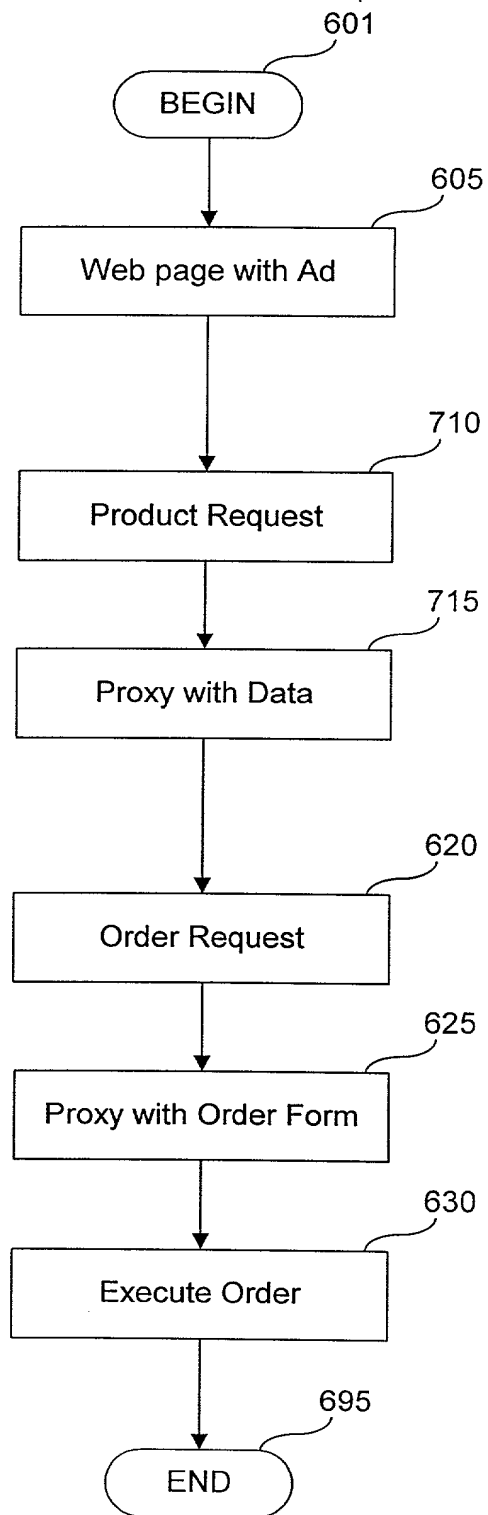 601
BEGIN
605
Web page with Ad
710
Product Request
715
Proxy with Data
620
Order Request
625
Proxy with Order Form
630
Execute Order
695
END